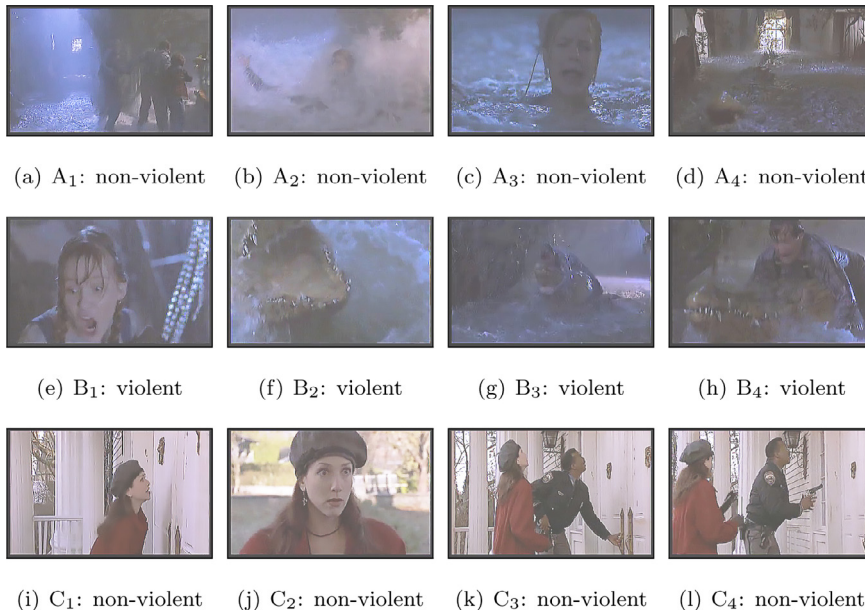 (a) A₁: non-violent (b) A₂: non-violent (c) A₃: non-violent (d) A₄: non-violent
(e) B₁: violent (f) B₂: violent (g) B₃: violent (h) B₄: violent
(i) C₁: non-violent (j) C₂: non-violent (k) C₃: non-violent (l) C₄: non-violent